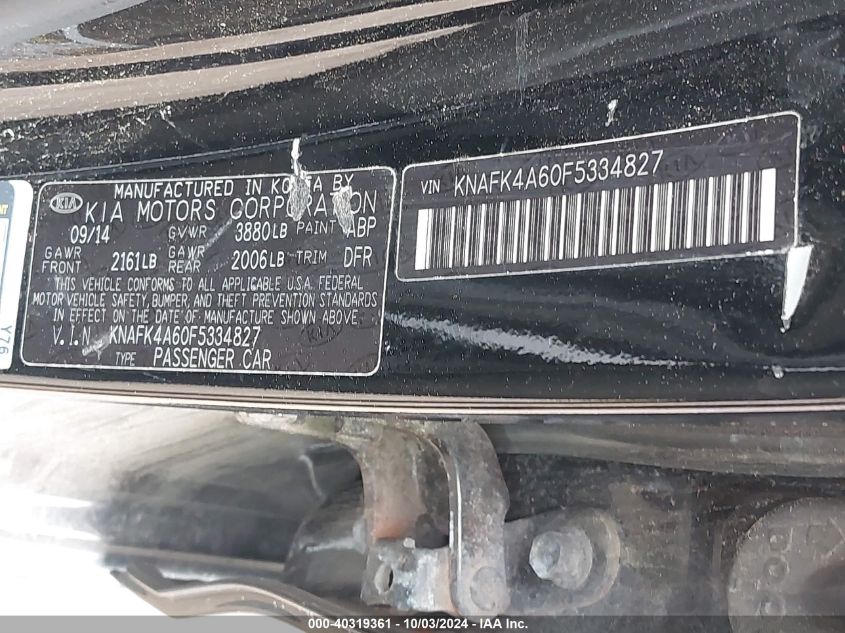 MANUFACTURED IN KOREA BY
KIA KIA MOTORS CORPORATION
09/14 GVWR 3880LB PAINT ABP
GAWR FRONT 2161LB GAWR REAR 2006LB TRIM DFR
THIS VEHICLE CONFORMS TO ALL APPLICABLE U.S.A. FEDERAL
MOTOR VEHICLE SAFETY, BUMPER, AND THEFT PREVENTION STANDARDS
IN EFFECT ON THE DATE OF MANUFACTURE SHOWN ABOVE.
V.I.N KNAFK4A60F5334827
TYPE PASSENGER CAR
VIN KNAFK4A60F5334827
Y76
000-40319361 - 10/03/2024 - IAA Inc.